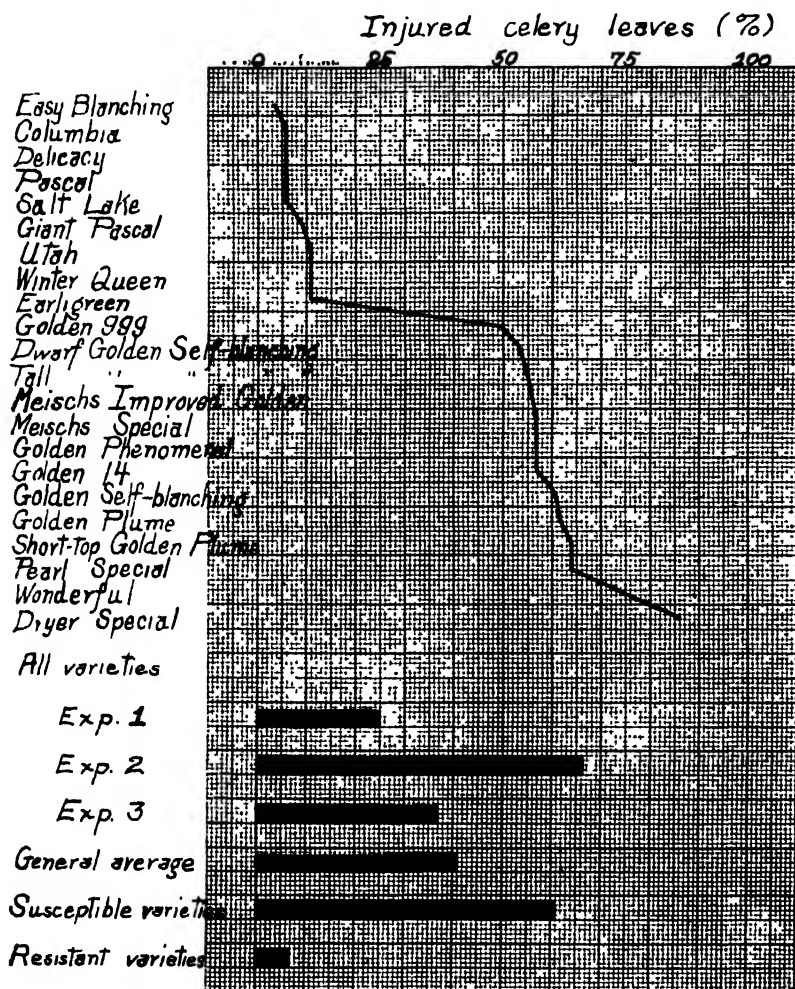 Injured celery leaves (%)
0 25 50 75 100
Easy Blanching
Columbia
Delicacy
Pascal
Salt Lake
Giant Pascal
Utah
Winter Queen
Earligreen
Golden 999
Dwarf Golden Self-blanching
Tall " " " "
Meischs Improved Golden
Meischs Special
Golden Phenomenal
Golden 14
Golden Self-blanching
Golden Plume
Short-top Golden Plume
Pearl Special
Wonderful
Dryer Special
All varieties
Exp. 1
Exp. 2
Exp. 3
General average
Susceptible varieties
Resistant varieties